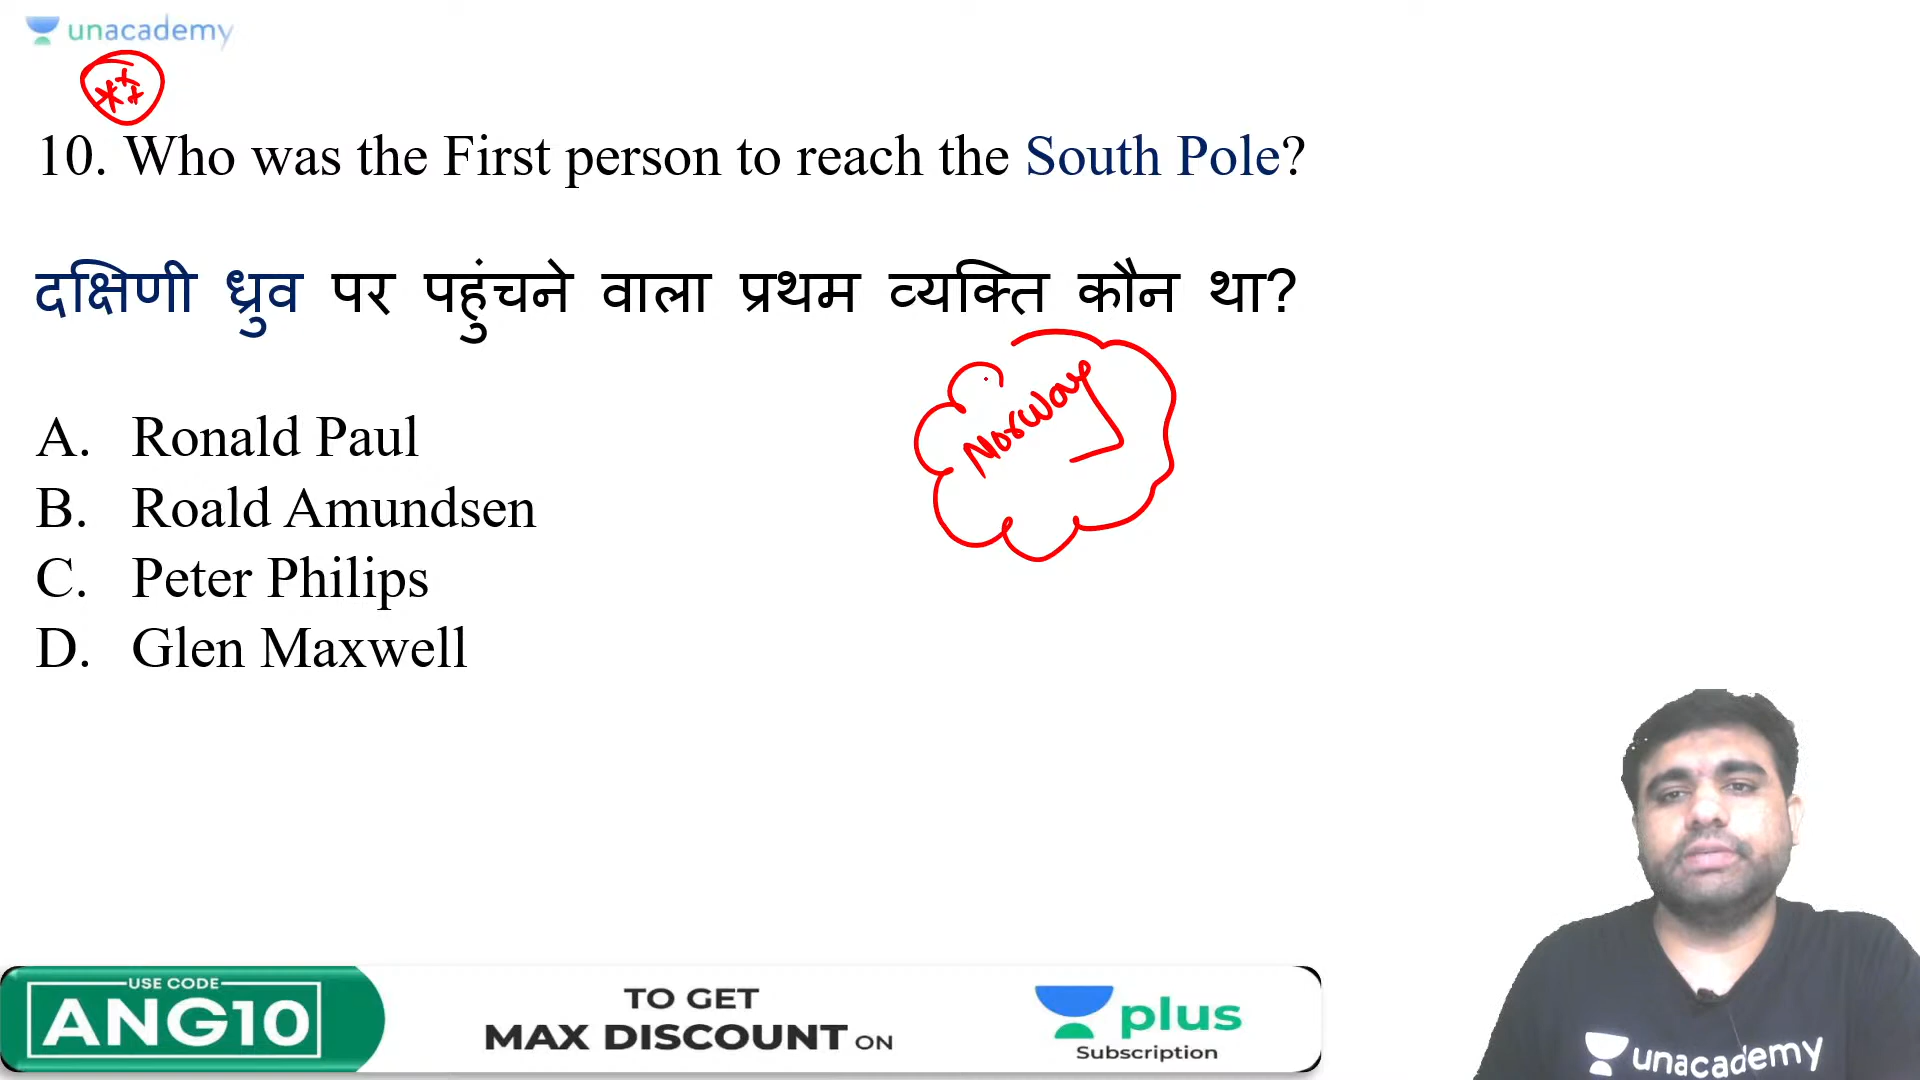 unacademy
10. Who was the First person to reach the South Pole?
दक्षिणी ध्रुव पर पहुंचने वाला प्रथम व्यक्ति कौन था?
Norway
A. Ronald Paul
B. Roald Amundsen
C. Peter Philips
D. Glen Maxwell
USE CODE
ANG10
TO GET
MAX DISCOUNT ON
plus
Subscription
unacademy